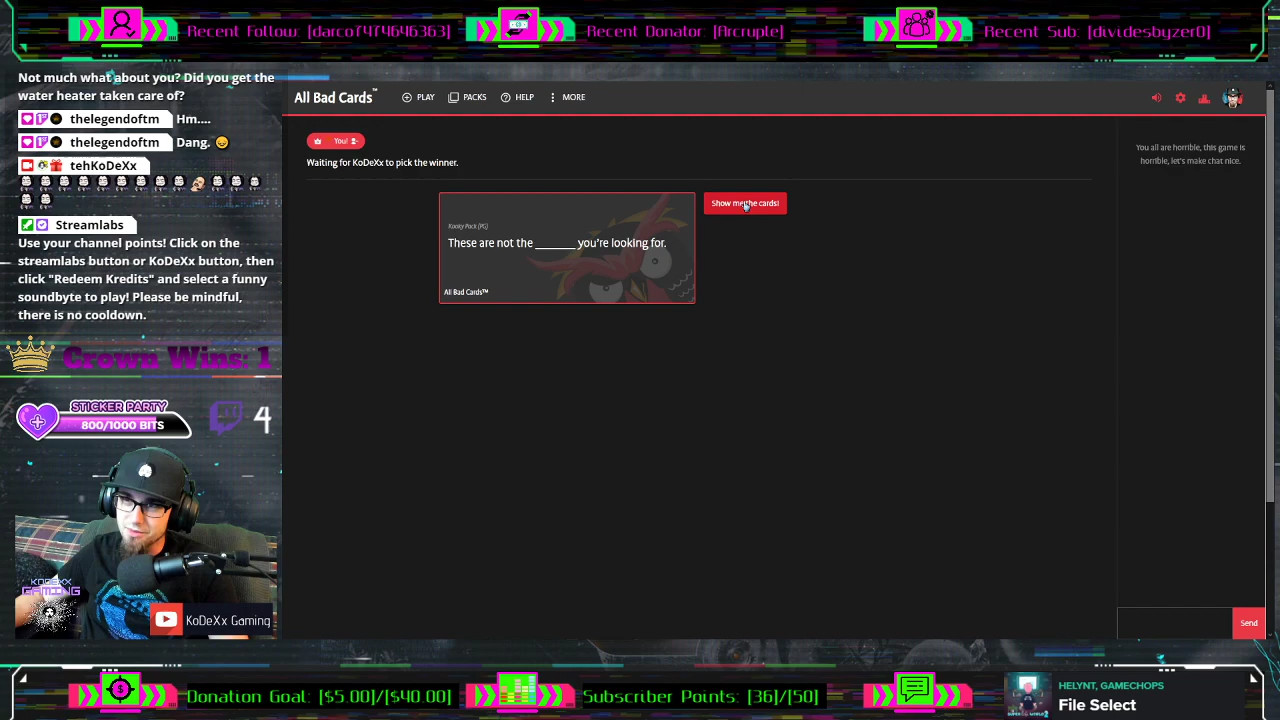 Recent Follow: [darco7474646363]
Recent Donator: [Arcruple]
Recent Sub: [dividesbyzer0]
Not much what about you? Did you get the
water heater taken care of?
thelegendoftm Hm....
thelegendoftm Dang. 😔
tehKoDeXx
Streamlabs
Use your channel points! Click on the
streamlabs button or KoDeXx button, then
click "Redeem Kredits" and select a funny
soundbyte to play! Please be mindful,
there is no cooldown.
Crown Wins: 1
STICKER PARTY
800/1000 BITS
4
KODEXX
GAMING
KoDeXx Gaming
All Bad Cards™
PLAY
PACKS
HELP
MORE
You!
Waiting for KoDeXx to pick the winner.
Kooky Pack [PG]
These are not the _______ you're looking for.
All Bad Cards™
Show me the cards!
You all are horrible, this game is
horrible, let's make chat nice.
Send
Donation Goal: [$5.00]/[$40.00]
Subscriber Points: [36]/[50]
HELYNT, GAMECHOPS
File Select